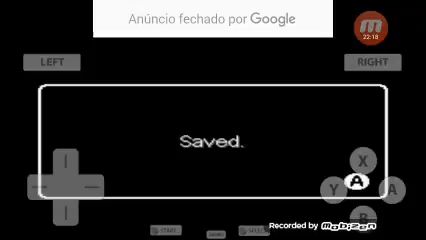 Anúncio fechado por Google
22:18
LEFT
RIGHT
Saved.
X
Y
A
A
B
START
SELECT
Recorded by Mobizen